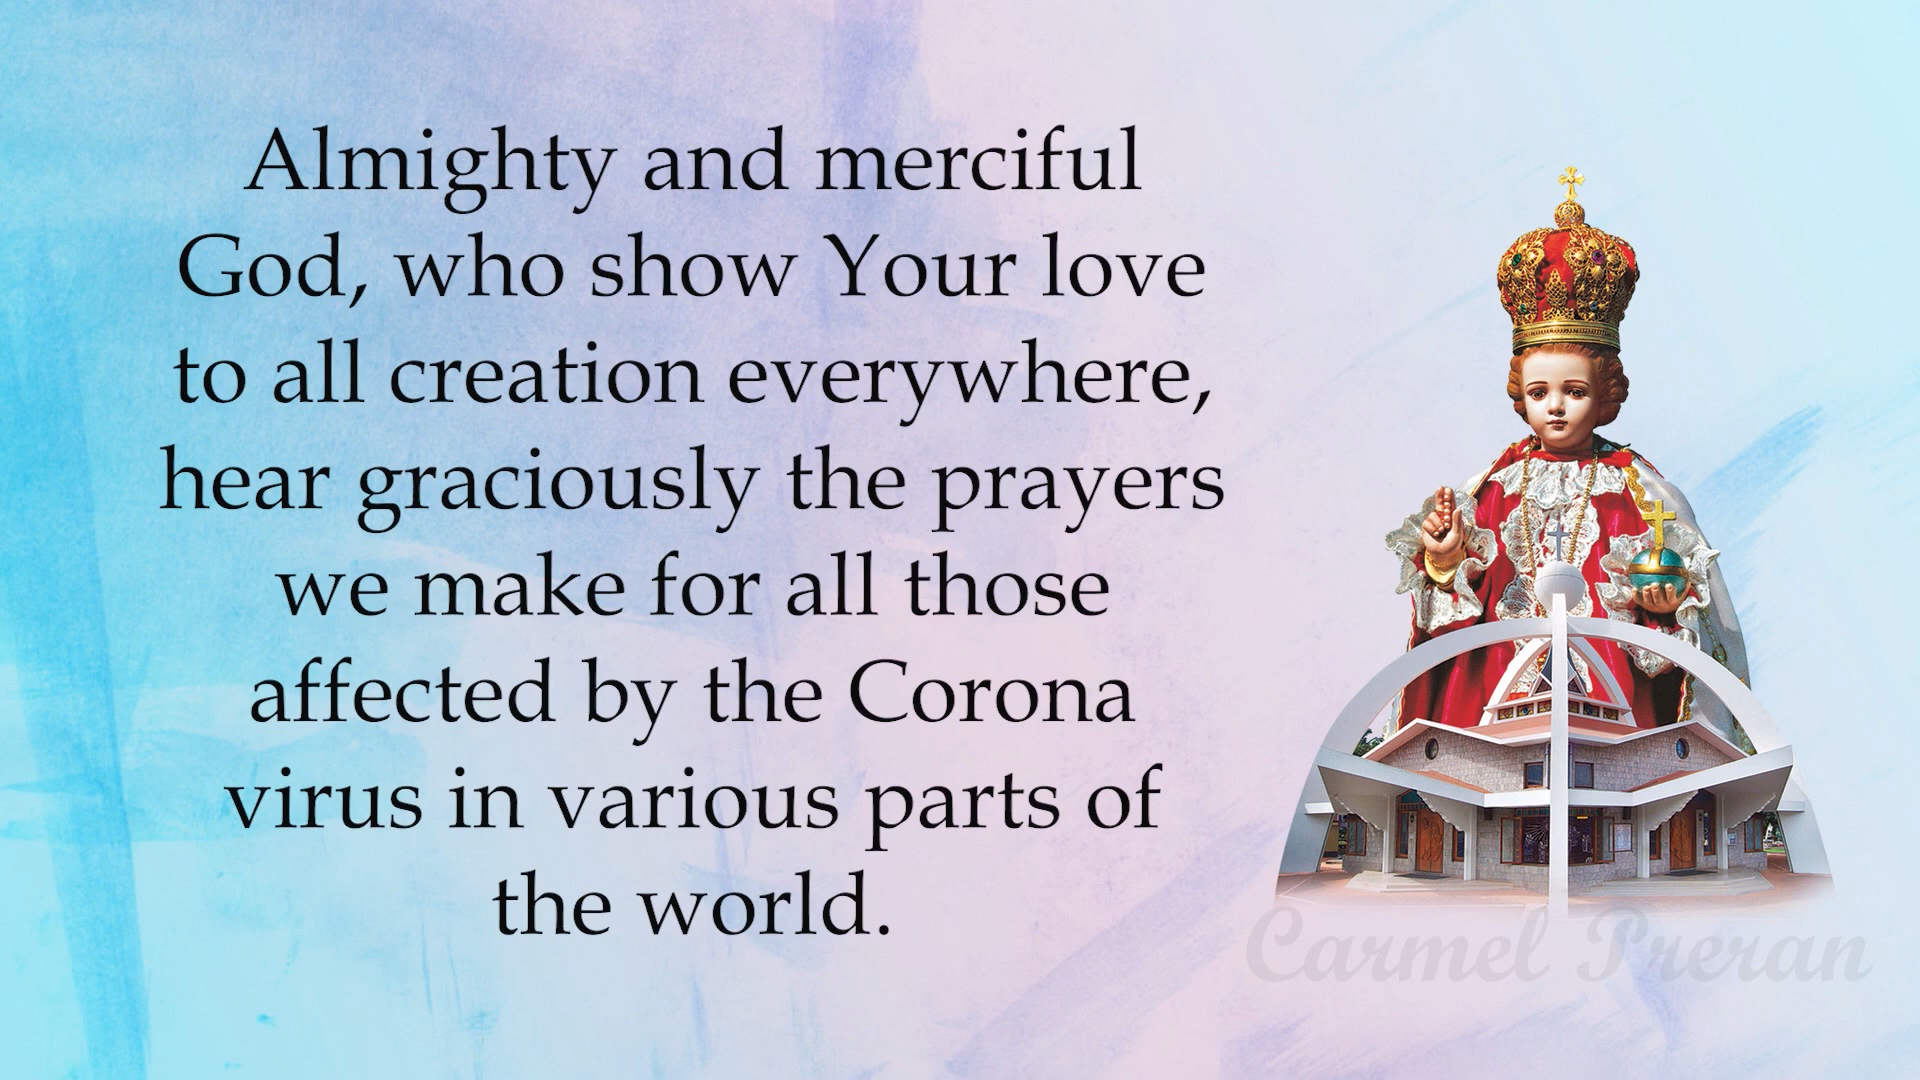 Almighty and merciful
God, who show Your love
to all creation everywhere,
hear graciously the prayers
we make for all those
affected by the Corona
virus in various parts of
the world.
Carmel Preran